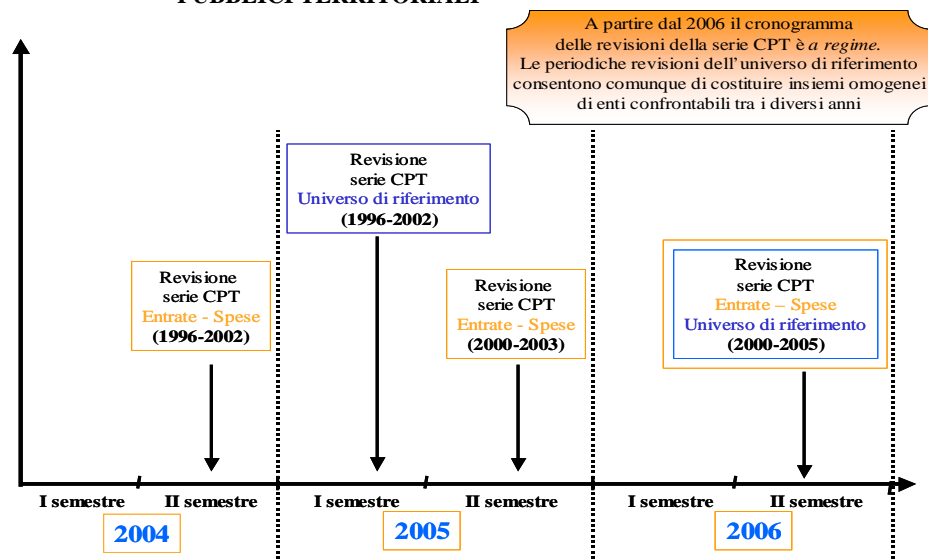 PUBBLICI TERRITORIALI
A partire dal 2006 il cronogramma
delle revisioni della serie CPT è a regime.
Le periodiche revisioni dell'universo di riferimento
consentono comunque di costituire insiemi omogenei
di enti confrontabili tra i diversi anni
Revisione
serie CPT
Universo di riferimento
(1996-2002)
Revisione
serie CPT
Entrate - Spese
(1996-2002)
Revisione
serie CPT
Entrate - Spese
(2000-2003)
Revisione
serie CPT
Entrate – Spese
Universo di riferimento
(2000-2005)
I semestre II semestre I semestre II semestre I semestre II semestre
2004 2005 2006